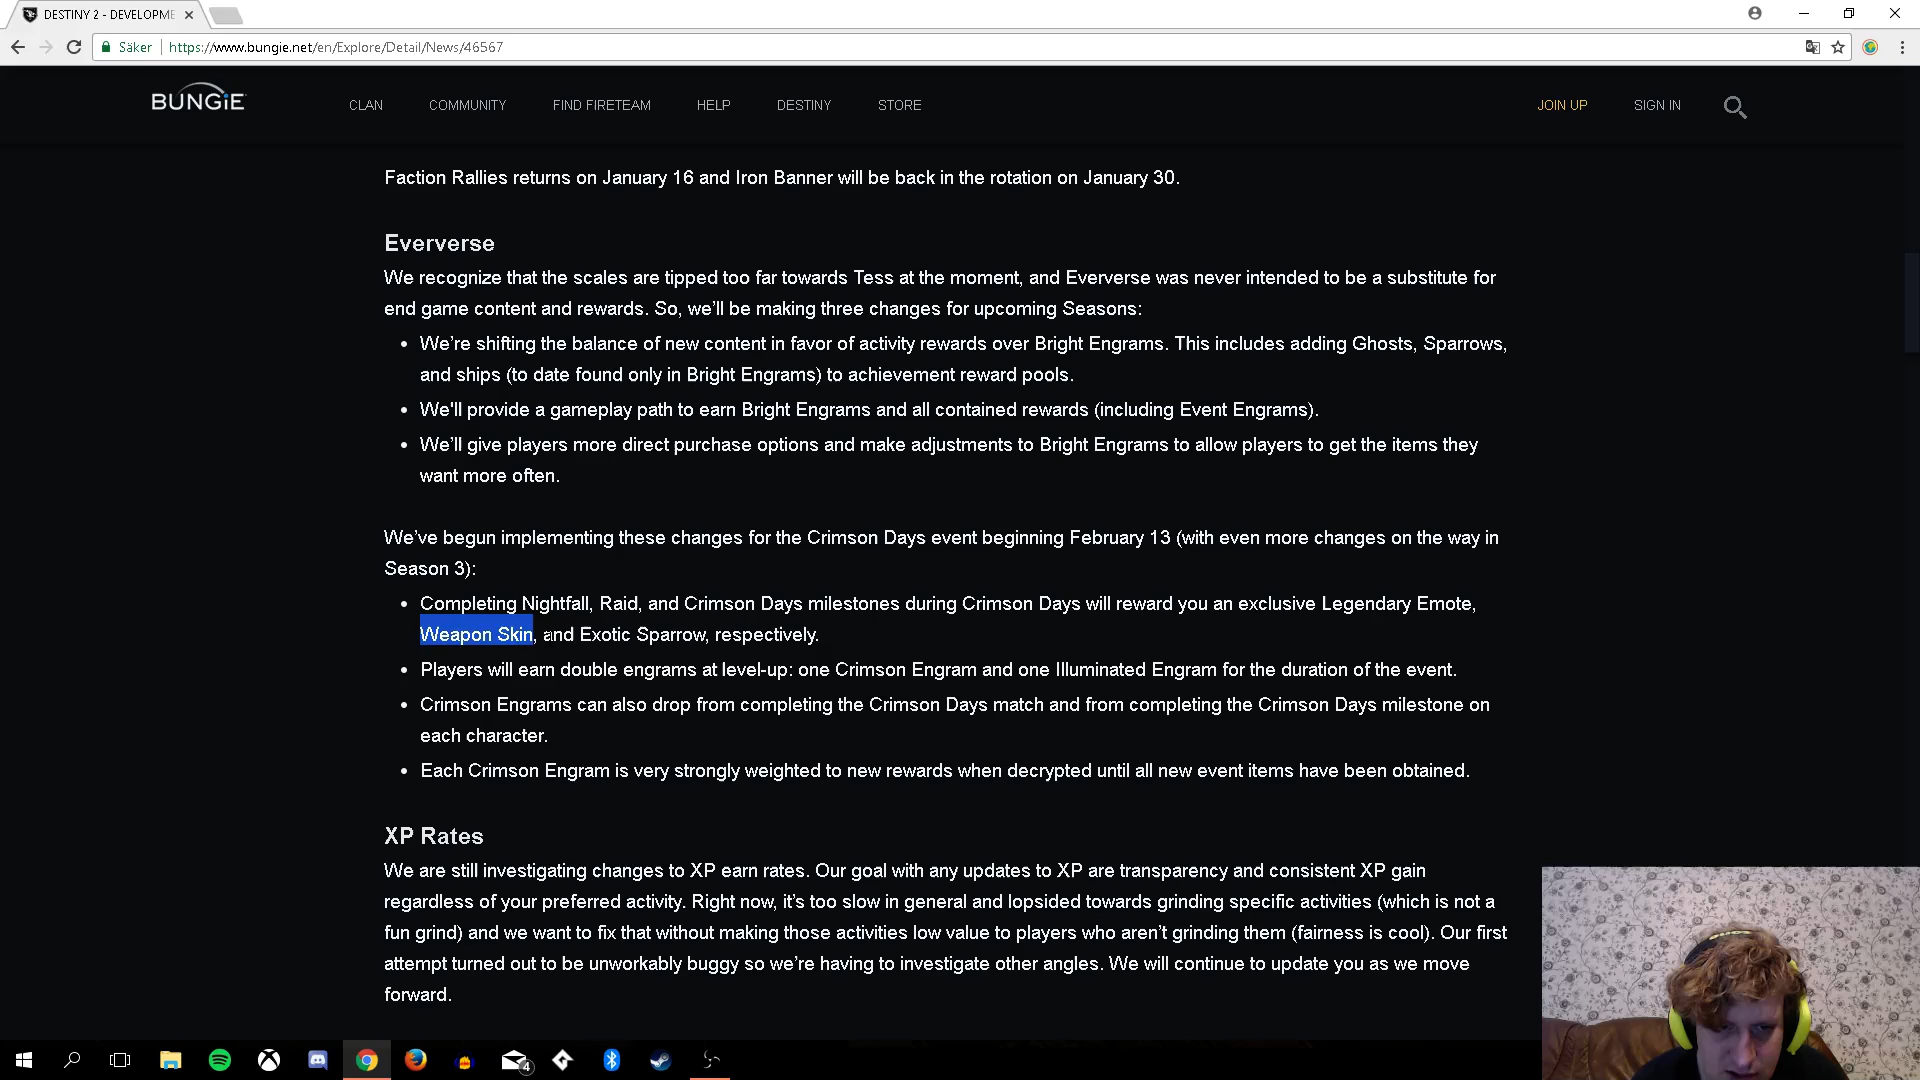 DESTINY 2 - DEVELOPME
Säker
https://www.bungie.net/en/Explore/Detail/News/46567
BUNGiE
CLAN
COMMUNITY
FIND FIRETEAM
HELP
DESTINY
STORE
JOIN UP
SIGN IN
Faction Rallies returns on January 16 and Iron Banner will be back in the rotation on January 30.
Eververse
We recognize that the scales are tipped too far towards Tess at the moment, and Eververse was never intended to be a substitute for
end game content and rewards. So, we’ll be making three changes for upcoming Seasons:
• We’re shifting the balance of new content in favor of activity rewards over Bright Engrams. This includes adding Ghosts, Sparrows,
and ships (to date found only in Bright Engrams) to achievement reward pools.
• We'll provide a gameplay path to earn Bright Engrams and all contained rewards (including Event Engrams).
• We’ll give players more direct purchase options and make adjustments to Bright Engrams to allow players to get the items they
want more often.
We’ve begun implementing these changes for the Crimson Days event beginning February 13 (with even more changes on the way in
Season 3):
• Completing Nightfall, Raid, and Crimson Days milestones during Crimson Days will reward you an exclusive Legendary Emote,
Weapon Skin, and Exotic Sparrow, respectively.
• Players will earn double engrams at level-up: one Crimson Engram and one Illuminated Engram for the duration of the event.
• Crimson Engrams can also drop from completing the Crimson Days match and from completing the Crimson Days milestone on
each character.
• Each Crimson Engram is very strongly weighted to new rewards when decrypted until all new event items have been obtained.
XP Rates
We are still investigating changes to XP earn rates. Our goal with any updates to XP are transparency and consistent XP gain
regardless of your preferred activity. Right now, it’s too slow in general and lopsided towards grinding specific activities (which is not a
fun grind) and we want to fix that without making those activities low value to players who aren’t grinding them (fairness is cool). Our first
attempt turned out to be unworkably buggy so we’re having to investigate other angles. We will continue to update you as we move
forward.
4